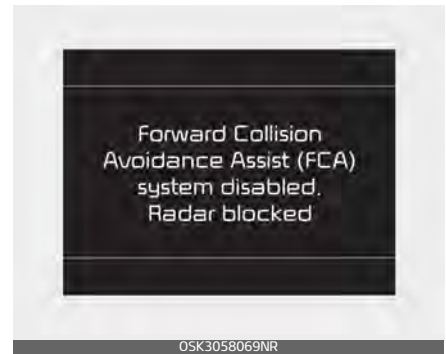 Forward Collision
Avoidance Assist (FCA)
system disabled.
Radar blocked
OSK3058069NR